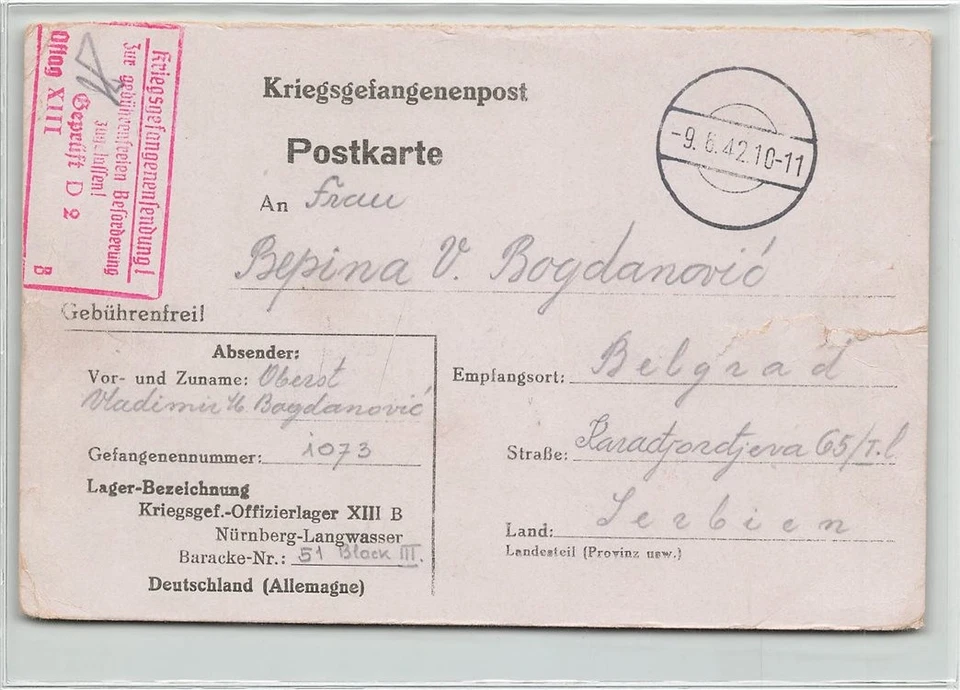 Kriegsgefangenensendung!
Zur gebührenfreien Beförderung
zugelassen!
Geprüft D 2
Oflag XIII
B
Kriegsgefangenenpost
Postkarte
-9.6.42.10-11
An Frau
Bepina V. Bogdanović
Gebührenfrei!
Absender:
Vor- und Zuname: Oberst
Vladimir Bogdanović
Gefangenennummer: 1073
Lager-Bezeichnung
Kriegsgef.-Offizierlager XIII B
Nürnberg-Langwasser
Baracke-Nr.: 51 Block III.
Deutschland (Allemagne)
Empfangsort: Belgrad
Straße: Karadjordjeva 65/I.
Land: Serbien
Landesteil (Provinz usw.)